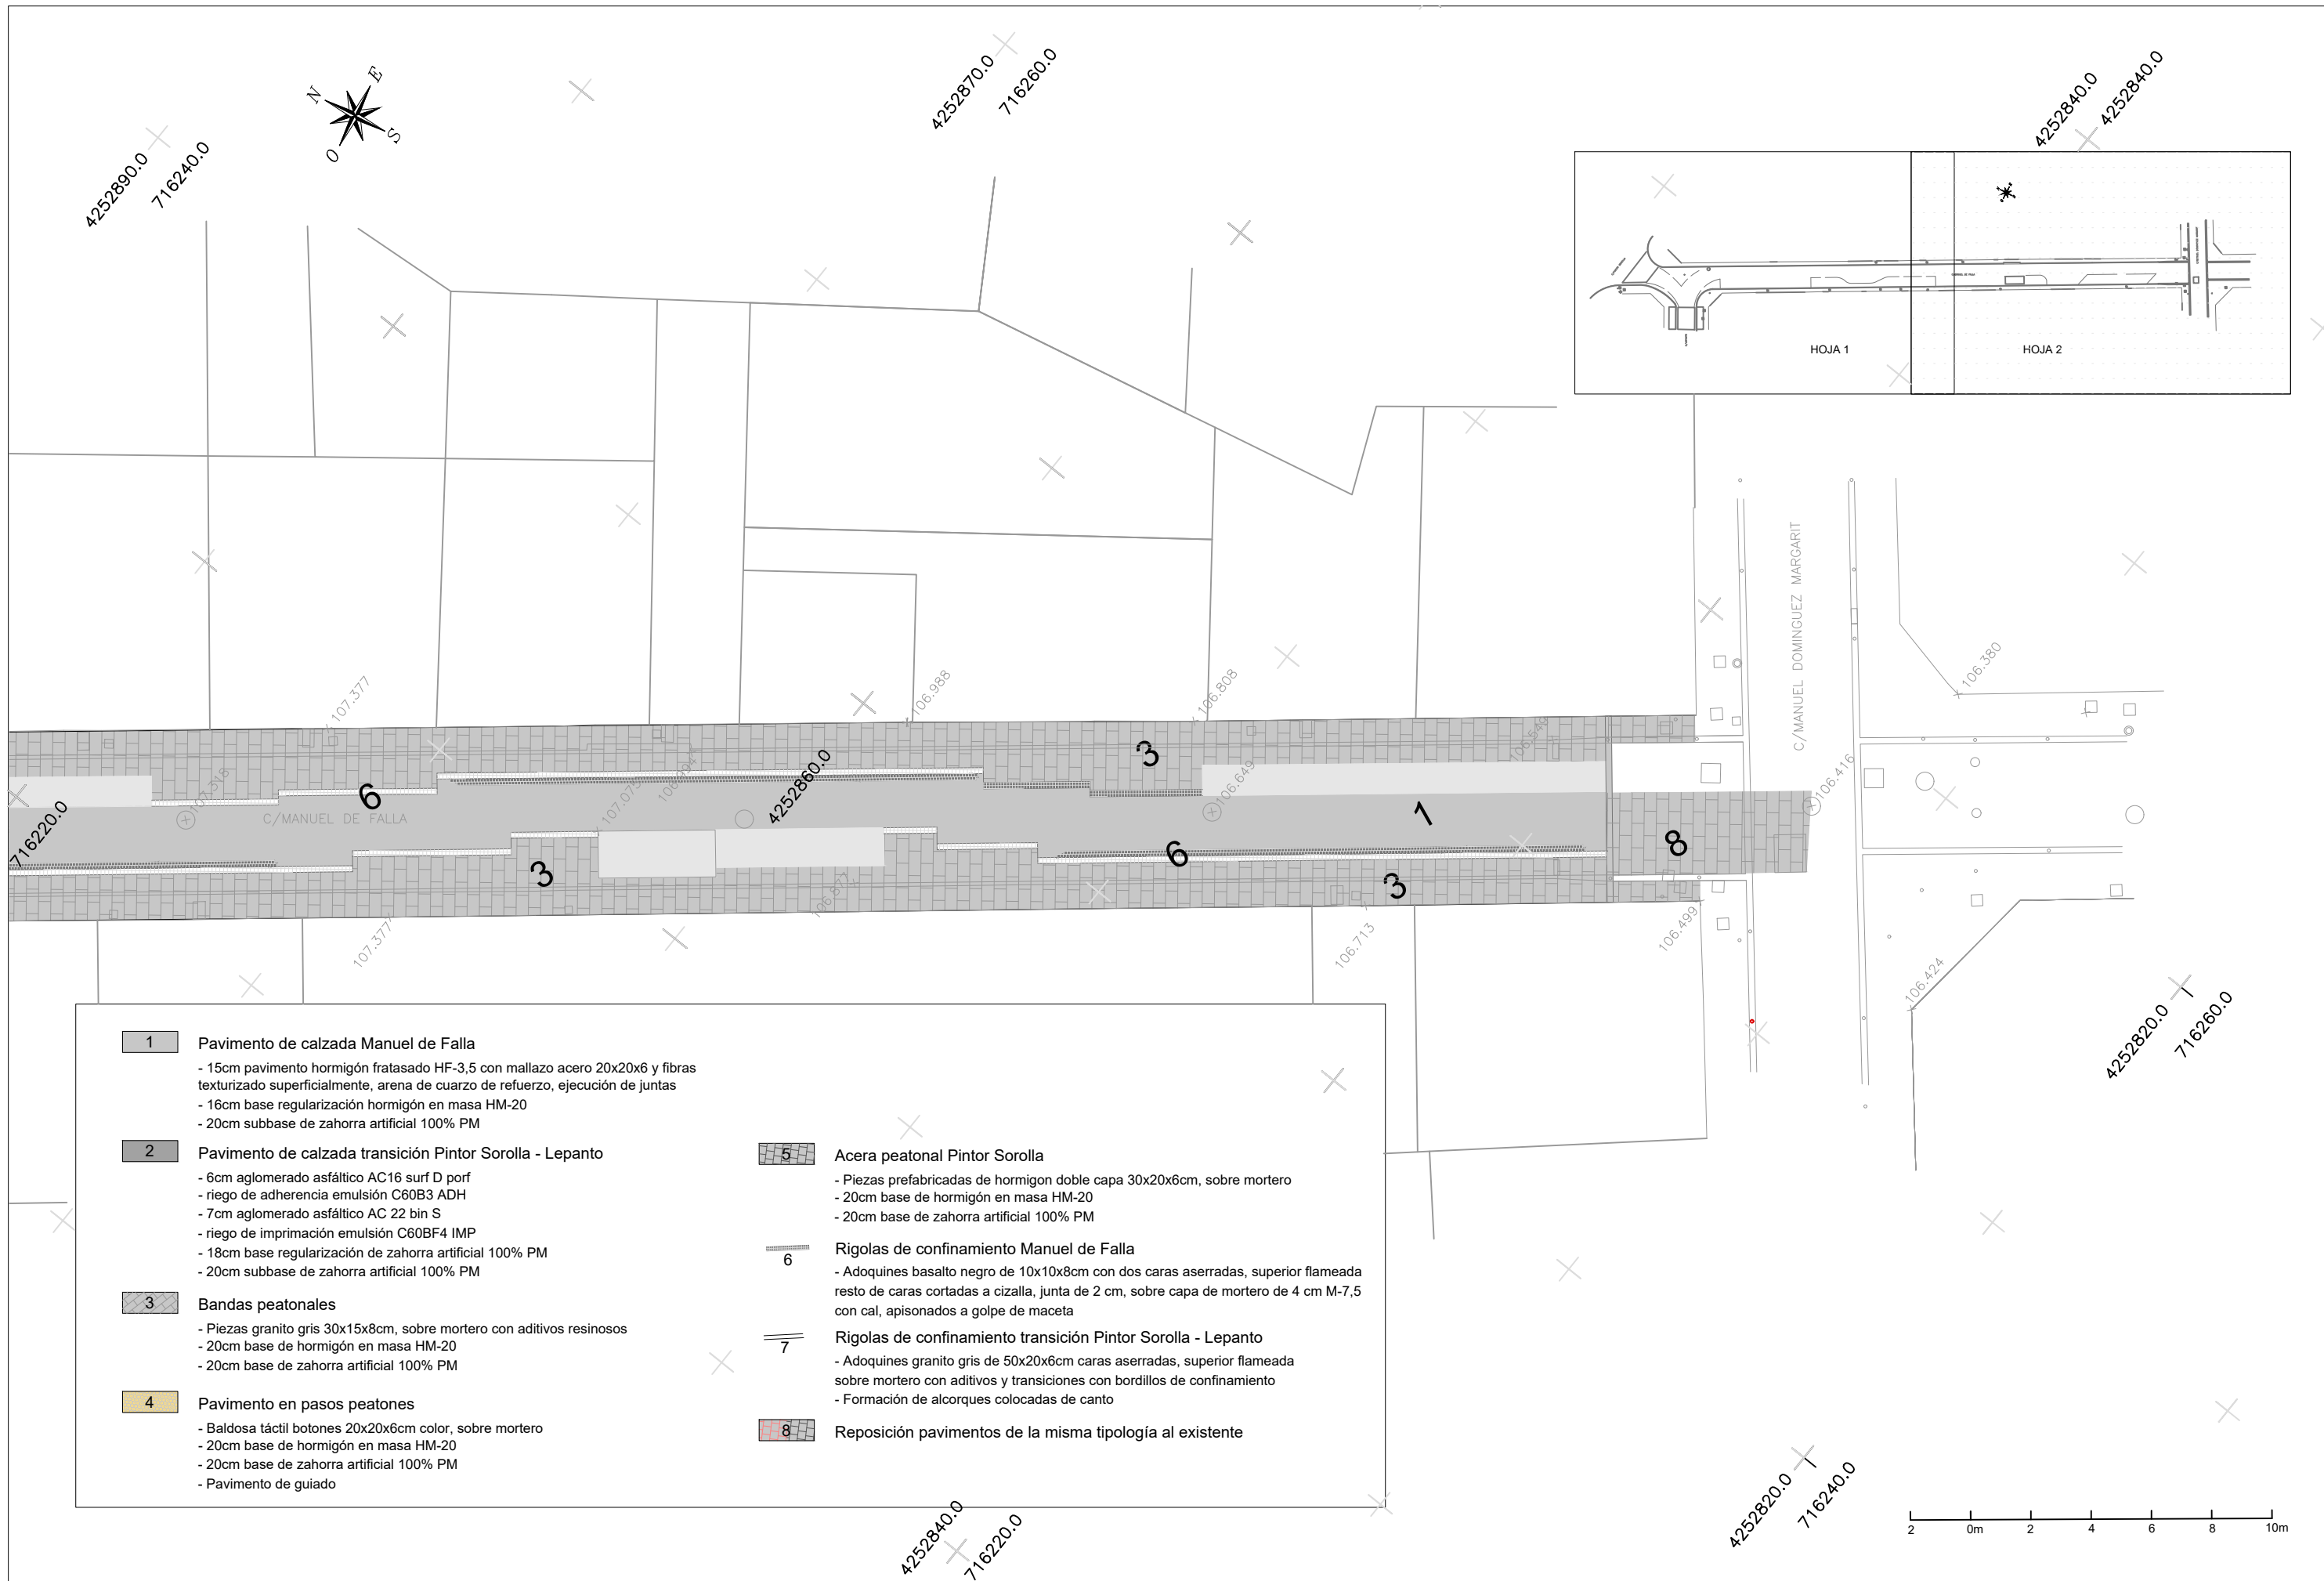 N
E
S
O
4252890.0
716240.0
4252870.0
716260.0
4252840.0
4252840.0
HOJA 1
HOJA 2
C/MANUEL DOMINGUEZ MARGARIT
106.380
107.377
106.988
106.808
106.649
106.416
107.318
107.075
4252860.0
716220.0
C/MANUEL DE FALLA
6
3
1
3
6
3
8
107.377
106.713
106.499
106.424
4252820.0
716260.0
1
Pavimento de calzada Manuel de Falla
- 15cm pavimento hormigón fratasado HF-3,5 con mallazo acero 20x20x6 y fibras
texturizado superficialmente, arena de cuarzo de refuerzo, ejecución de juntas
- 16cm base regularización hormigón en masa HM-20
- 20cm subbase de zahorra artificial 100% PM
2
Pavimento de calzada transición Pintor Sorolla - Lepanto
- 6cm aglomerado asfáltico AC16 surf D porf
- riego de adherencia emulsión C60B3 ADH
- 7cm aglomerado asfáltico AC 22 bin S
- riego de imprimación emulsión C60BF4 IMP
- 18cm base regularización de zahorra artificial 100% PM
- 20cm subbase de zahorra artificial 100% PM
3
Bandas peatonales
- Piezas granito gris 30x15x8cm, sobre mortero con aditivos resinosos
- 20cm base de hormigón en masa HM-20
- 20cm base de zahorra artificial 100% PM
4
Pavimento en pasos peatones
- Baldosa táctil botones 20x20x6cm color, sobre mortero
- 20cm base de hormigón en masa HM-20
- 20cm base de zahorra artificial 100% PM
- Pavimento de guiado
5
Acera peatonal Pintor Sorolla
- Piezas prefabricadas de hormigon doble capa 30x20x6cm, sobre mortero
- 20cm base de hormigón en masa HM-20
- 20cm base de zahorra artificial 100% PM
6
Rigolas de confinamiento Manuel de Falla
- Adoquines basalto negro de 10x10x8cm con dos caras aserradas, superior flameada
resto de caras cortadas a cizalla, junta de 2 cm, sobre capa de mortero de 4 cm M-7,5
con cal, apisonados a golpe de maceta
7
Rigolas de confinamiento transición Pintor Sorolla - Lepanto
- Adoquines granito gris de 50x20x6cm caras aserradas, superior flameada
sobre mortero con aditivos y transiciones con bordillos de confinamiento
- Formación de alcorques colocadas de canto
8
Reposición pavimentos de la misma tipología al existente
4252840.0
716220.0
4252820.0
716240.0
2
0m
2
4
6
8
10m